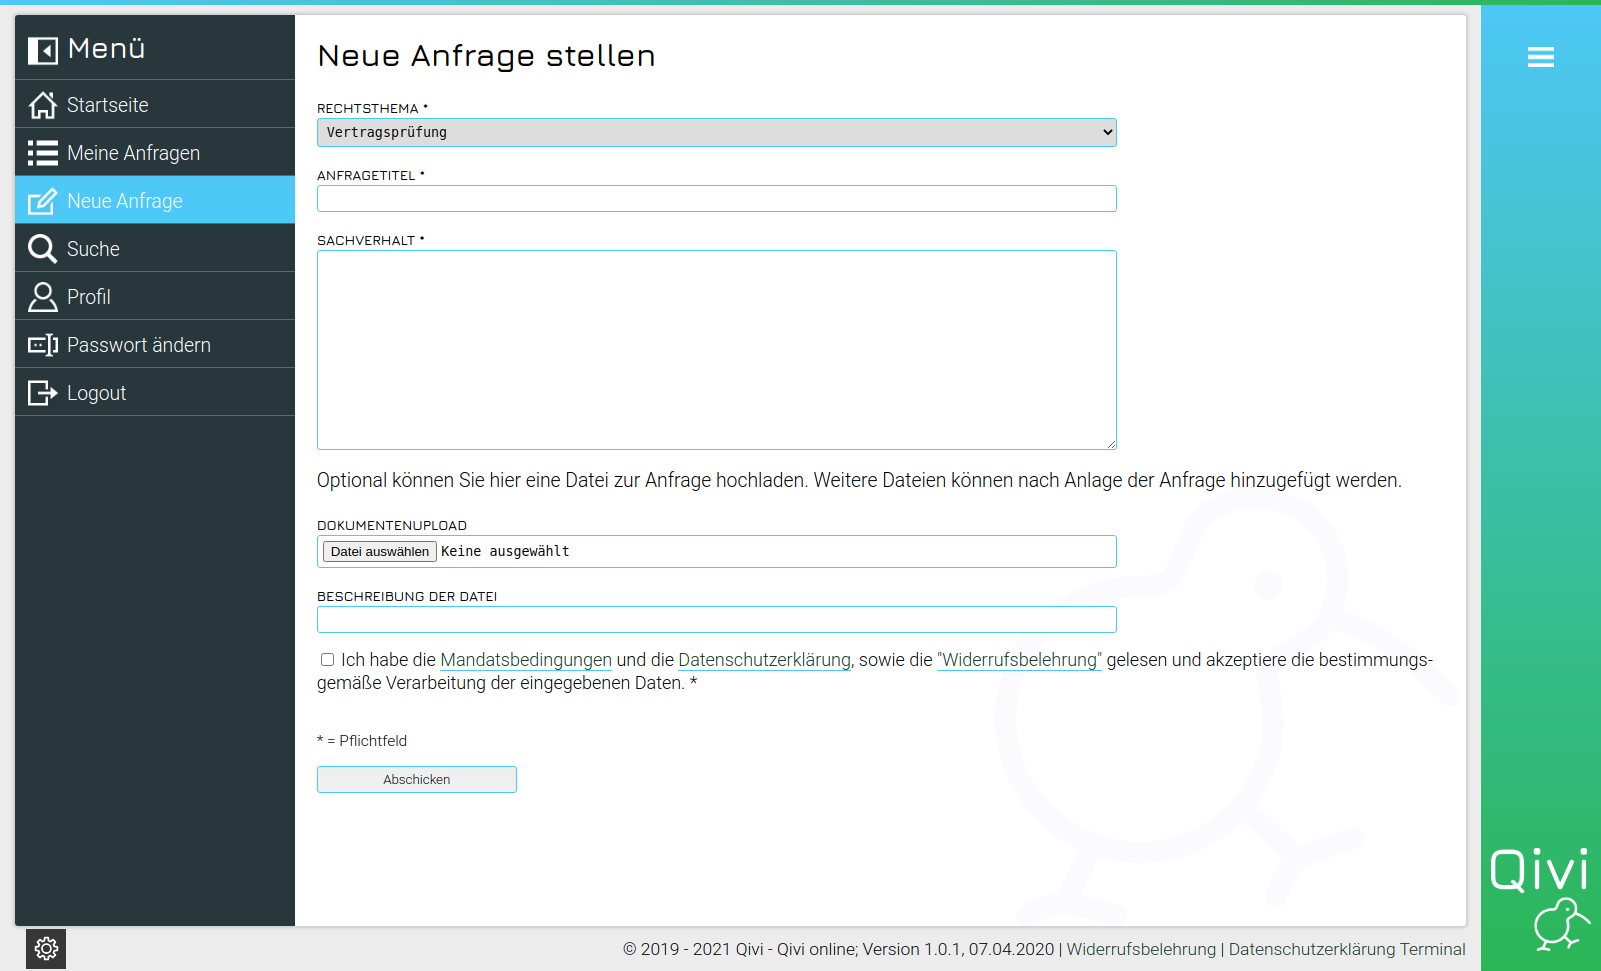 Menü
Startseite
Meine Anfragen
Neue Anfrage
Suche
Profil
Passwort ändern
Logout
Neue Anfrage stellen
RECHTSTHEMA *
Vertragsprüfung
ANFRAGETITEL *
SACHVERHALT *
Optional können Sie hier eine Datei zur Anfrage hochladen. Weitere Dateien können nach Anlage der Anfrage hinzugefügt werden.
DOKUMENTENUPLOAD
Datei auswählen Keine ausgewählt
BESCHREIBUNG DER DATEI
Ich habe die Mandatsbedingungen und die Datenschutzerklärung, sowie die "Widerrufsbelehrung" gelesen und akzeptiere die bestimmungs-
gemäße Verarbeitung der eingegebenen Daten. *
* = Pflichtfeld
Abschicken
Qivi
© 2019 - 2021 Qivi - Qivi online; Version 1.0.1, 07.04.2020 | Widerrufsbelehrung | Datenschutzerklärung Terminal